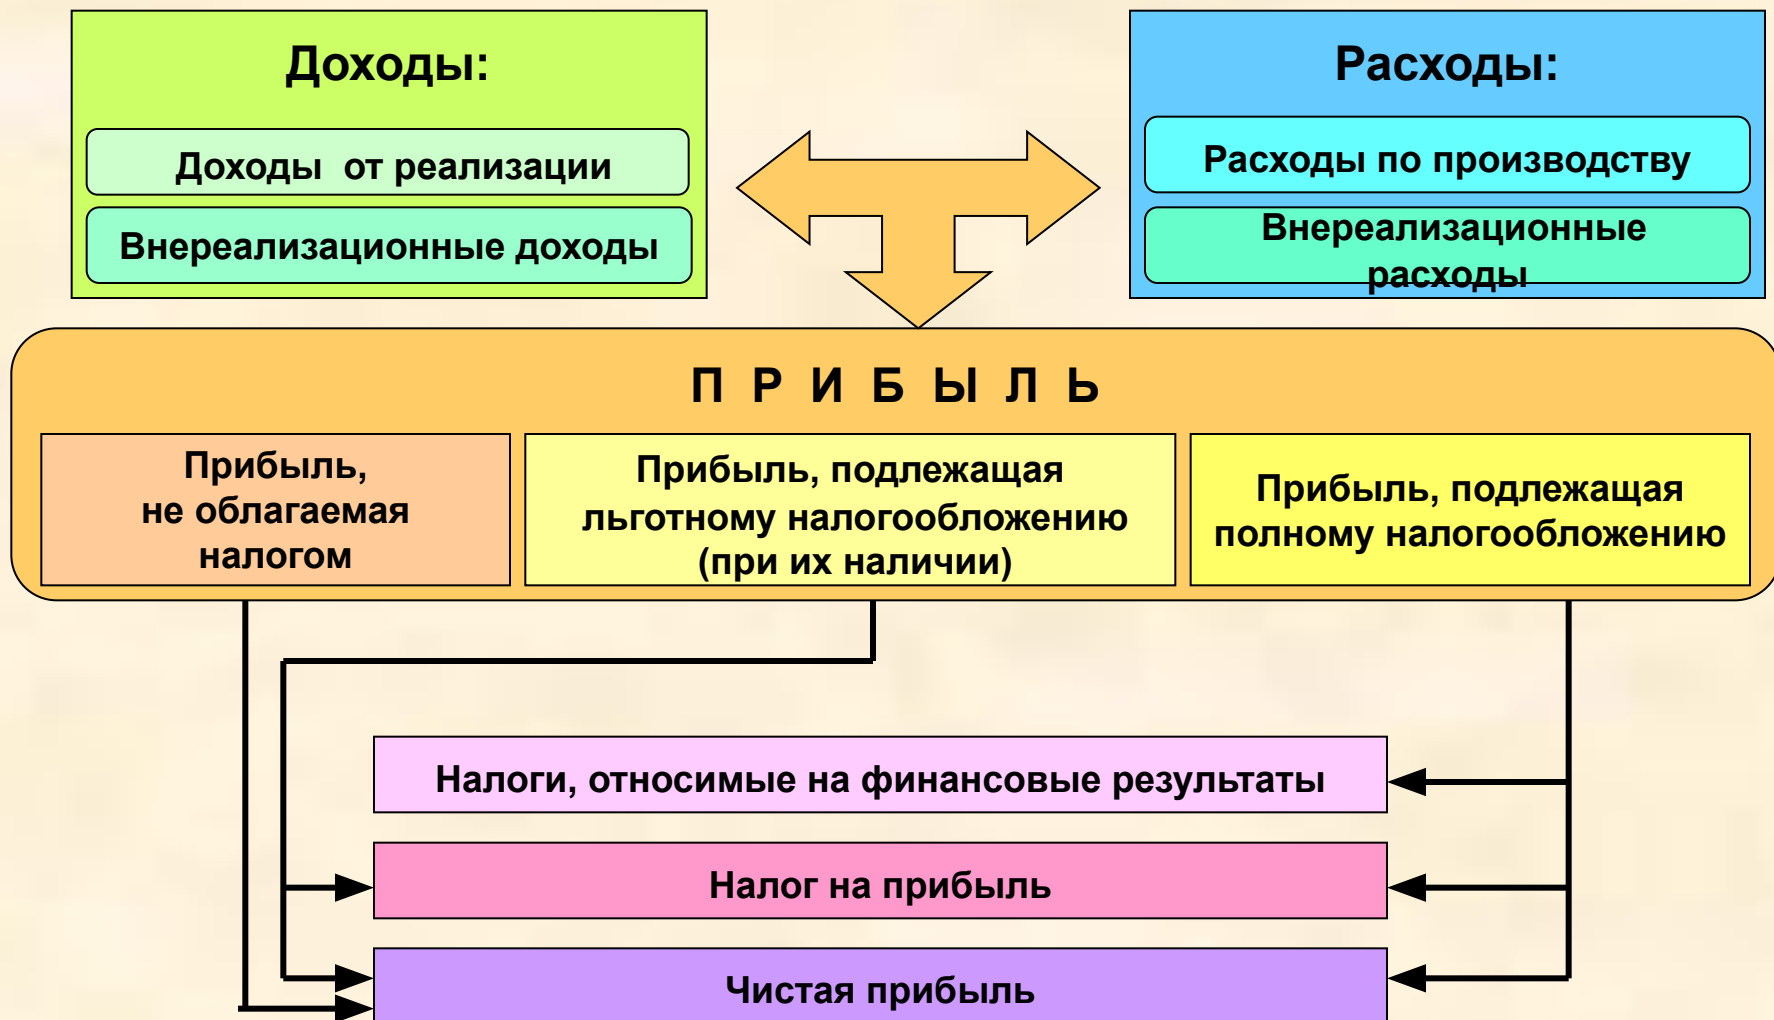 Доходы:
Доходы от реализации
Внереализационные доходы
Расходы:
Расходы по производству
Внереализационные
расходы
П Р И Б Ы Л Ь
Прибыль,
не облагаемая
налогом
Прибыль, подлежащая
льготному налогообложению
(при их наличии)
Прибыль, подлежащая
полному налогообложению
Налоги, относимые на финансовые результаты
Налог на прибыль
Чистая прибыль